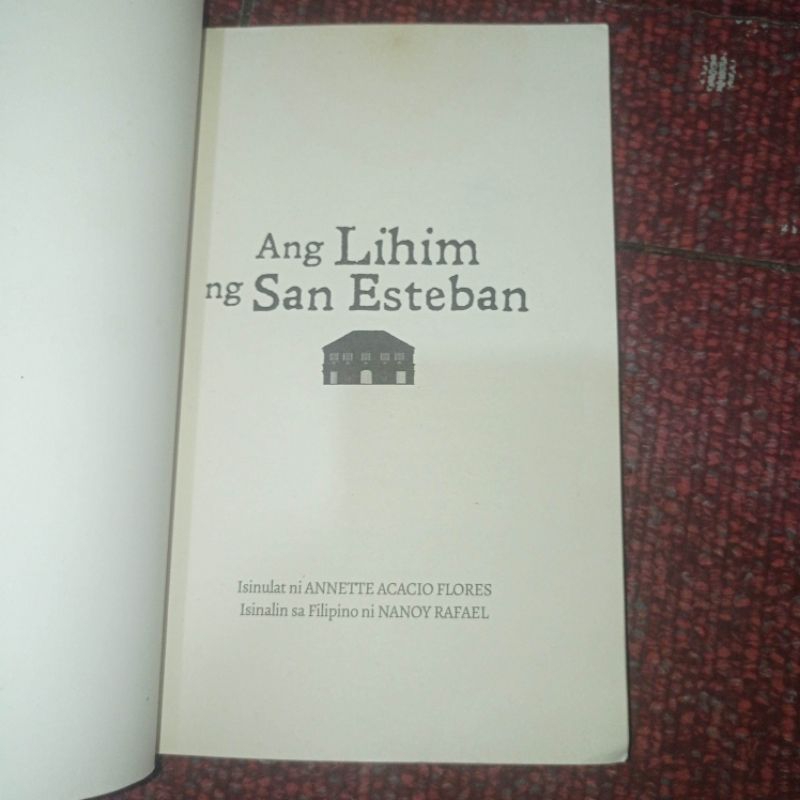 Ang Lihim
ng San Esteban
Isinulat ni ANNETTE ACACIO FLORES
Isinalin sa Filipino ni NANOY RAFAEL